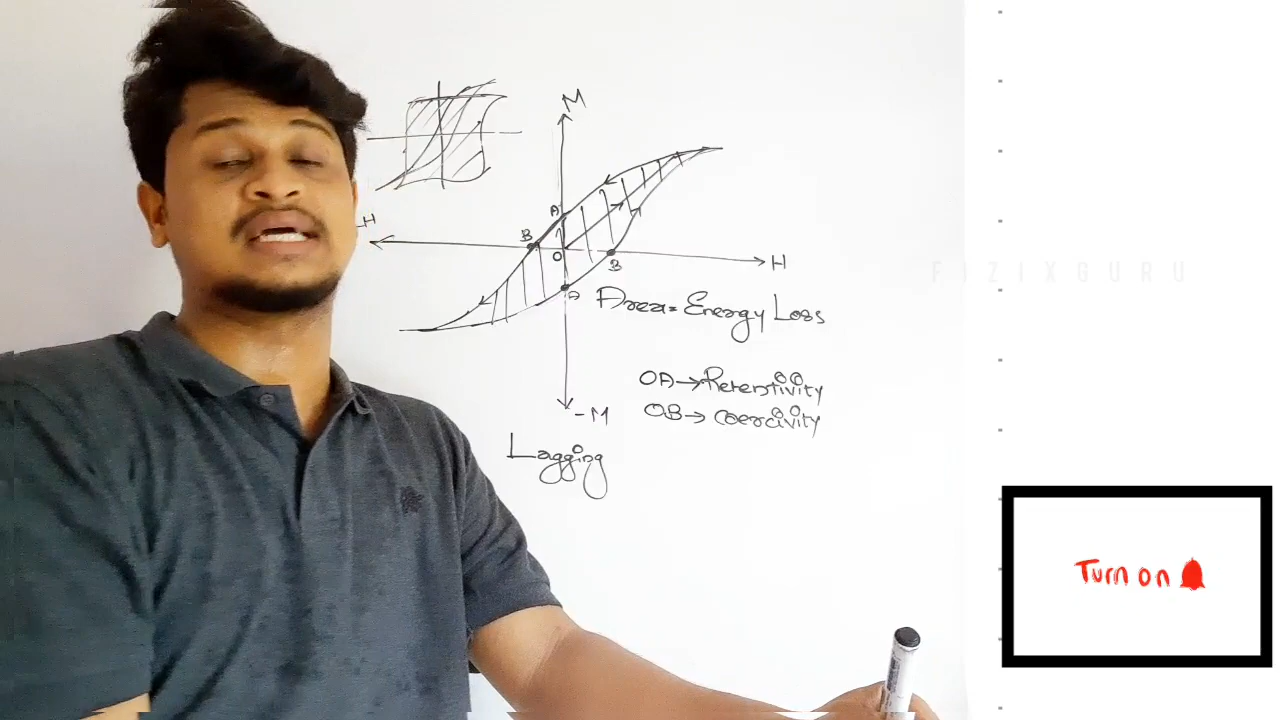 M
-H
A
B
O
H
B
A
Area = Energy Loss
OA → Retentivity
OB → Coercivity
-M
Lagging
FIZIXGURU
Turn on